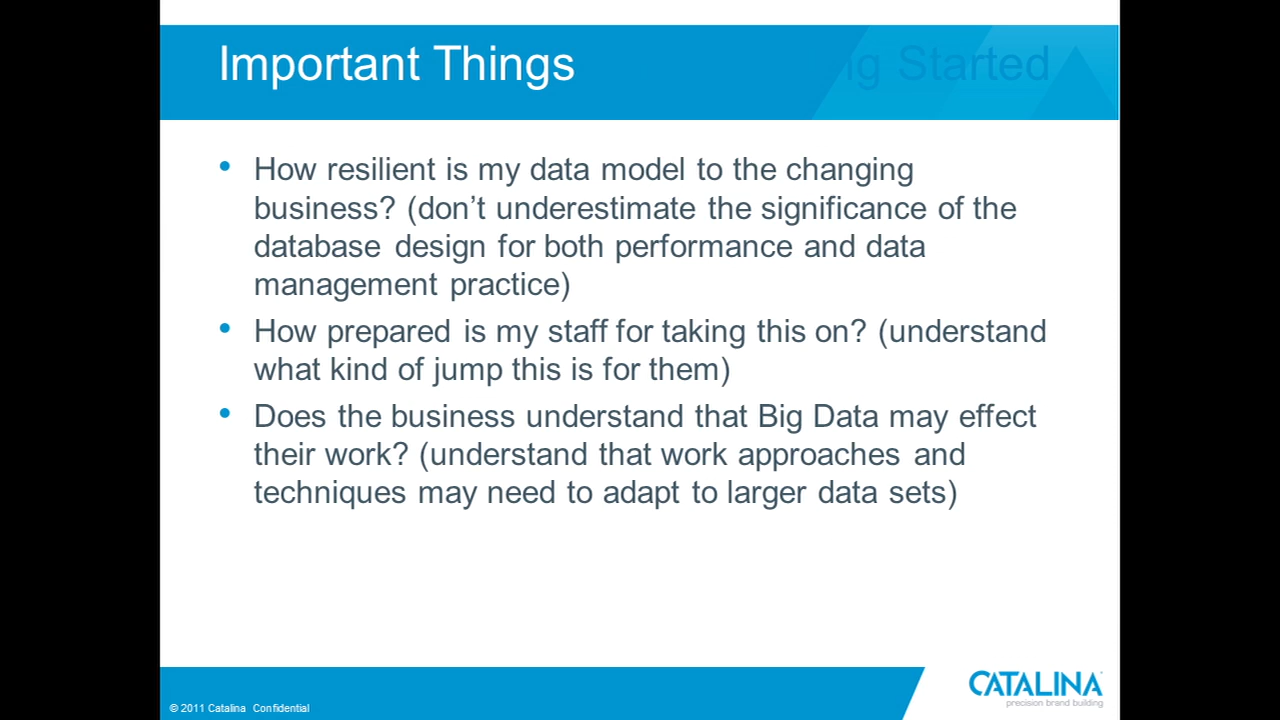 Important Things
ng Started
• How resilient is my data model to the changing
business? (don’t underestimate the significance of the
database design for both performance and data
management practice)
• How prepared is my staff for taking this on? (understand
what kind of jump this is for them)
• Does the business understand that Big Data may effect
their work? (understand that work approaches and
techniques may need to adapt to larger data sets)
© 2011 Catalina Confidential
CATALINA
precision brand building